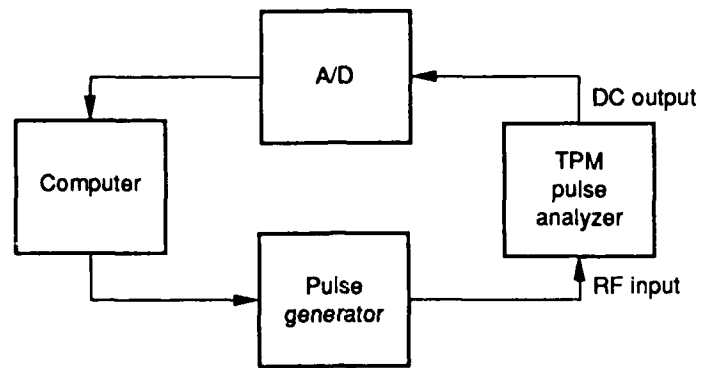 A/D
DC output
Computer
TPM
pulse
analyzer
Pulse
generator
RF input